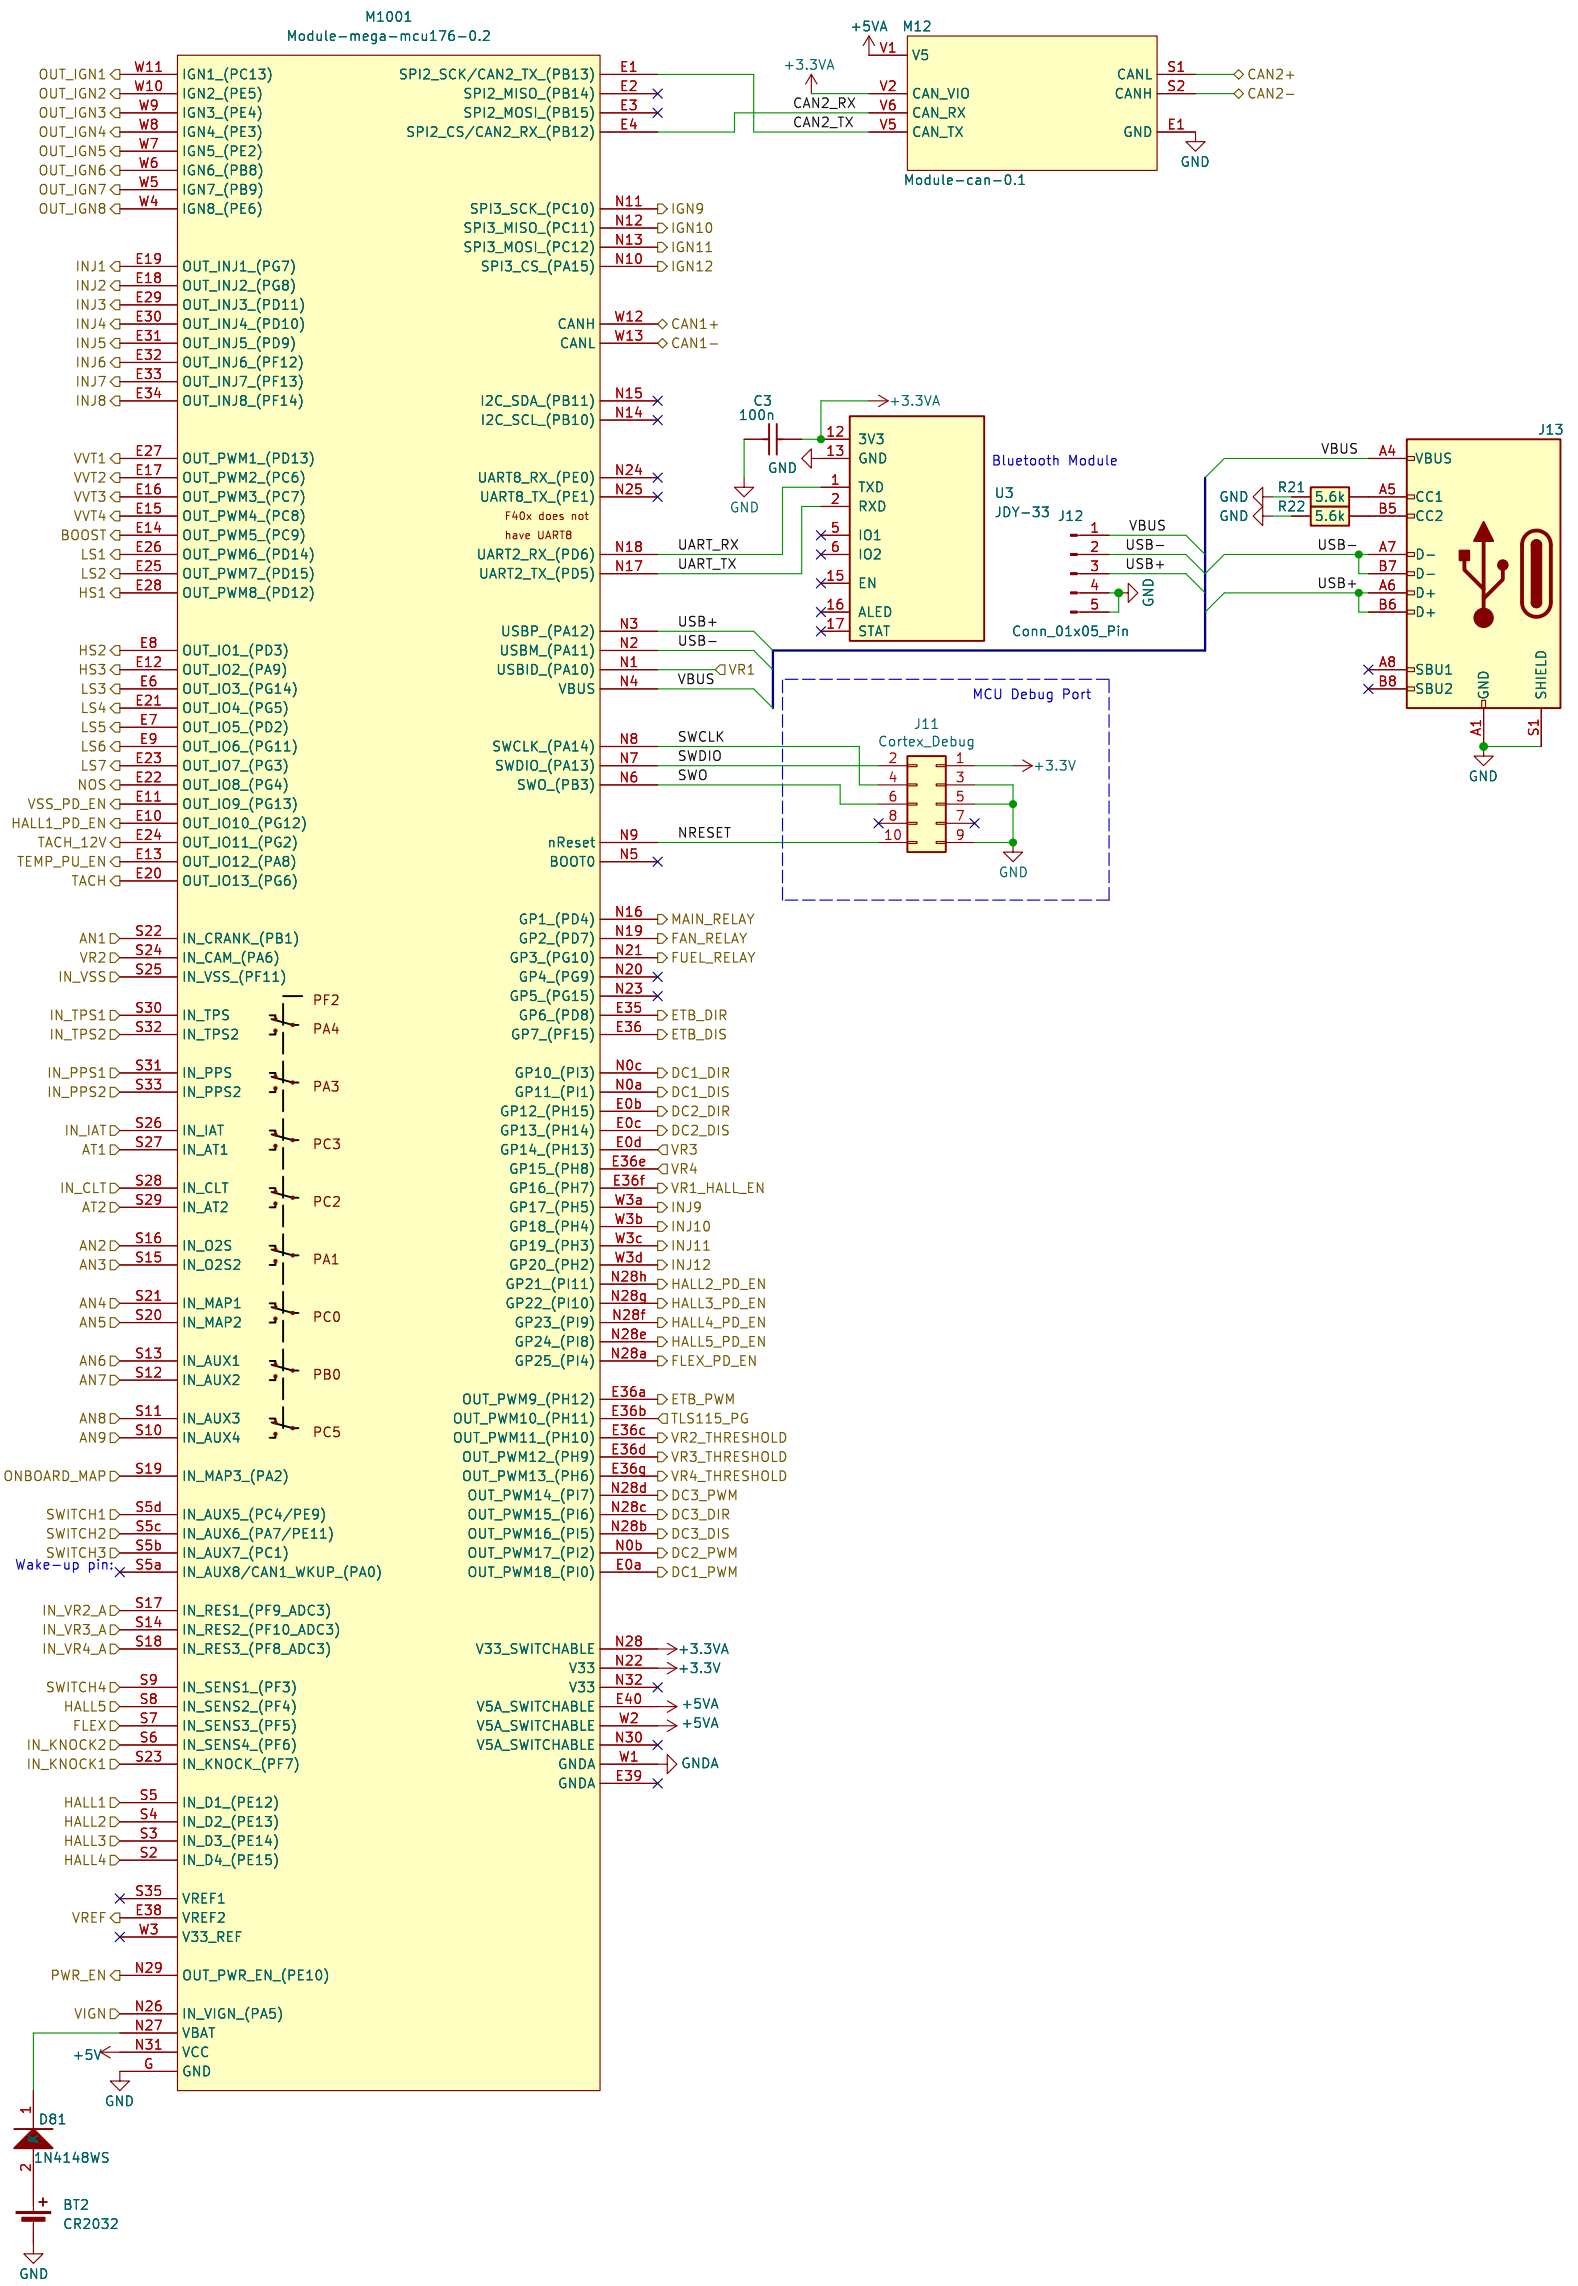 M1001
Module-mega-mcu176-0.2
OUT_IGN1 W11 IGN1_(PC13)
OUT_IGN2 W10 IGN2_(PE5)
OUT_IGN3 W9 IGN3_(PE4)
OUT_IGN4 W8 IGN4_(PE3)
OUT_IGN5 W7 IGN5_(PE2)
OUT_IGN6 W6 IGN6_(PB8)
OUT_IGN7 W5 IGN7_(PB9)
OUT_IGN8 W4 IGN8_(PE6)
INJ1 E19 OUT_INJ1_(PG7)
INJ2 E18 OUT_INJ2_(PG8)
INJ3 E29 OUT_INJ3_(PD11)
INJ4 E30 OUT_INJ4_(PD10)
INJ5 E31 OUT_INJ5_(PD9)
INJ6 E32 OUT_INJ6_(PF12)
INJ7 E33 OUT_INJ7_(PF13)
INJ8 E34 OUT_INJ8_(PF14)
VVT1 E27 OUT_PWM1_(PD13)
VVT2 E17 OUT_PWM2_(PC6)
VVT3 E16 OUT_PWM3_(PC7)
VVT4 E15 OUT_PWM4_(PC8)
BOOST E14 OUT_PWM5_(PC9)
LS1 E26 OUT_PWM6_(PD14)
LS2 E25 OUT_PWM7_(PD15)
HS1 E28 OUT_PWM8_(PD12)
HS2 E8 OUT_IO1_(PD3)
HS3 E12 OUT_IO2_(PA9)
LS3 E6 OUT_IO3_(PG14)
LS4 E21 OUT_IO4_(PG5)
LS5 E7 OUT_IO5_(PD2)
LS6 E9 OUT_IO6_(PG11)
LS7 E23 OUT_IO7_(PG3)
NOS E22 OUT_IO8_(PG4)
VSS_PD_EN E11 OUT_IO9_(PG13)
HALL1_PD_EN E10 OUT_IO10_(PG12)
TACH_12V E24 OUT_IO11_(PG2)
TEMP_PU_EN E13 OUT_IO12_(PA8)
TACH E20 OUT_IO13_(PG6)
AN1 S22 IN_CRANK_(PB1)
VR2 S24 IN_CAM_(PA6)
IN_VSS S25 IN_VSS_(PF11)
PF2
IN_TPS1 S30 IN_TPS
PA4
IN_TPS2 S32 IN_TPS2
IN_PPS1 S31 IN_PPS
PA3
IN_PPS2 S33 IN_PPS2
IN_IAT S26 IN_IAT
PC3
AT1 S27 IN_AT1
IN_CLT S28 IN_CLT
PC2
AT2 S29 IN_AT2
AN2 S16 IN_O2S
PA1
AN3 S15 IN_O2S2
AN4 S21 IN_MAP1
PC0
AN5 S20 IN_MAP2
AN6 S13 IN_AUX1
PB0
AN7 S12 IN_AUX2
AN8 S11 IN_AUX3
PC5
AN9 S10 IN_AUX4
ONBOARD_MAP S19 IN_MAP3_(PA2)
SWITCH1 S5d IN_AUX5_(PC4/PE9)
SWITCH2 S5c IN_AUX6_(PA7/PE11)
SWITCH3 S5b IN_AUX7_(PC1)
Wake-up pin: S5a IN_AUX8/CAN1_WKUP_(PA0)
IN_VR2_A S17 IN_RES1_(PF9_ADC3)
IN_VR3_A S14 IN_RES2_(PF10_ADC3)
IN_VR4_A S18 IN_RES3_(PF8_ADC3)
SWITCH4 S9 IN_SENS1_(PF3)
HALL5 S8 IN_SENS2_(PF4)
FLEX S7 IN_SENS3_(PF5)
IN_KNOCK2 S6 IN_SENS4_(PF6)
IN_KNOCK1 S23 IN_KNOCK_(PF7)
HALL1 S5 IN_D1_(PE12)
HALL2 S4 IN_D2_(PE13)
HALL3 S3 IN_D3_(PE14)
HALL4 S2 IN_D4_(PE15)
S35 VREF1
VREF E38 VREF2
W3 V33_REF
PWR_EN N29 OUT_PWR_EN_(PE10)
VIGN N26 IN_VIGN_(PA5)
N27 VBAT
+5V N31 VCC
G GND
GND
1
D81
1N4148WS
2
+
BT2
CR2032
GND
SPI2_SCK/CAN2_TX_(PB13) E1
SPI2_MISO_(PB14) E2
SPI2_MOSI_(PB15) E3
SPI2_CS/CAN2_RX_(PB12) E4
SPI3_SCK_(PC10) N11 IGN9
SPI3_MISO_(PC11) N12 IGN10
SPI3_MOSI_(PC12) N13 IGN11
SPI3_CS_(PA15) N10 IGN12
CANH W12 CAN1+
CANL W13 CAN1-
I2C_SDA_(PB11) N15
I2C_SCL_(PB10) N14
UART8_RX_(PE0) N24
UART8_TX_(PE1) N25
F40x does not
have UART8
UART2_RX_(PD6) N18 UART_RX
UART2_TX_(PD5) N17 UART_TX
USBP_(PA12) N3 USB+
USBM_(PA11) N2 USB-
USBID_(PA10) N1 VR1
VBUS N4 VBUS
SWCLK_(PA14) N8 SWCLK
SWDIO_(PA13) N7 SWDIO
SWO_(PB3) N6 SWO
nReset N9 NRESET
BOOT0 N5
GP1_(PD4) N16 MAIN_RELAY
GP2_(PD7) N19 FAN_RELAY
GP3_(PG10) N21 FUEL_RELAY
GP4_(PG9) N20
GP5_(PG15) N23
GP6_(PD8) E35 ETB_DIR
GP7_(PF15) E36 ETB_DIS
GP10_(PI3) N0c DC1_DIR
GP11_(PI1) N0a DC1_DIS
GP12_(PH15) E0b DC2_DIR
GP13_(PH14) E0c DC2_DIS
GP14_(PH13) E0d VR3
GP15_(PH8) E36e VR4
GP16_(PH7) E36f VR1_HALL_EN
GP17_(PH5) W3a INJ9
GP18_(PH4) W3b INJ10
GP19_(PH3) W3c INJ11
GP20_(PH2) W3d INJ12
GP21_(PI11) N28h HALL2_PD_EN
GP22_(PI10) N28g HALL3_PD_EN
GP23_(PI9) N28f HALL4_PD_EN
GP24_(PI8) N28e HALL5_PD_EN
GP25_(PI4) N28a FLEX_PD_EN
OUT_PWM9_(PH12) E36a ETB_PWM
OUT_PWM10_(PH11) E36b TLS115_PG
OUT_PWM11_(PH10) E36c VR2_THRESHOLD
OUT_PWM12_(PH9) E36d VR3_THRESHOLD
OUT_PWM13_(PH6) E36g VR4_THRESHOLD
OUT_PWM14_(PI7) N28d DC3_PWM
OUT_PWM15_(PI6) N28c DC3_DIR
OUT_PWM16_(PI5) N28b DC3_DIS
OUT_PWM17_(PI2) N0b DC2_PWM
OUT_PWM18_(PI0) E0a DC1_PWM
V33_SWITCHABLE N28 +3.3VA
V33 N22 +3.3V
V33 N32
V5A_SWITCHABLE E40 +5VA
V5A_SWITCHABLE W2 +5VA
V5A_SWITCHABLE N30
GNDA W1 GNDA
GNDA E39
+5VA M12
V1 V5
+3.3VA
V2 CAN_VIO
CAN2_RX V6 CAN_RX
CAN2_TX V5 CAN_TX
CANL S1 CAN2+
CANH S2 CAN2-
GND E1
GND
Module-can-0.1
C3
100n
GND
+3.3VA
12 3V3
GND 13 GND
1 TXD
2 RXD
5 IO1
6 IO2
15 EN
16 ALED
17 STAT
Bluetooth Module
U3
JDY-33
J12
1 VBUS
2 USB-
3 USB+
4
5
GND
Conn_01x05_Pin
MCU Debug Port
J11
Cortex_Debug
2 1 +3.3V
4 3
6 5
8 7
10 9
GND
J13
VBUS A4 VBUS
GND R21 5.6k A5 CC1
GND R22 5.6k B5 CC2
USB- A7 D-
B7 D-
USB+ A6 D+
B6 D+
A8 SBU1
B8 SBU2
GND
SHIELD
A1
S1
GND